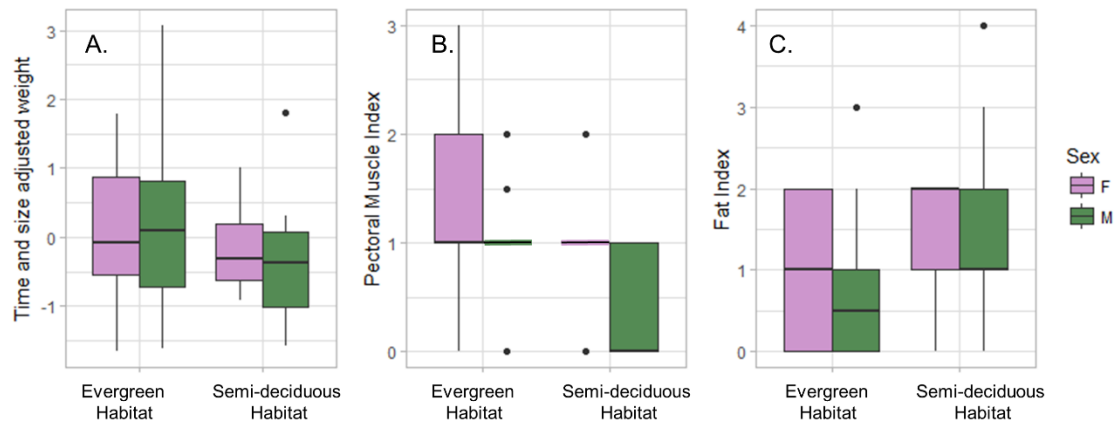 A.
Time and size adjusted weight
3
2
1
0
-1
Evergreen
Habitat
Semi-deciduous
Habitat
B.
Pectoral Muscle Index
3
2
1
0
Evergreen
Habitat
Semi-deciduous
Habitat
C.
Fat Index
4
3
2
1
0
Evergreen
Habitat
Semi-deciduous
Habitat
Sex
F
M